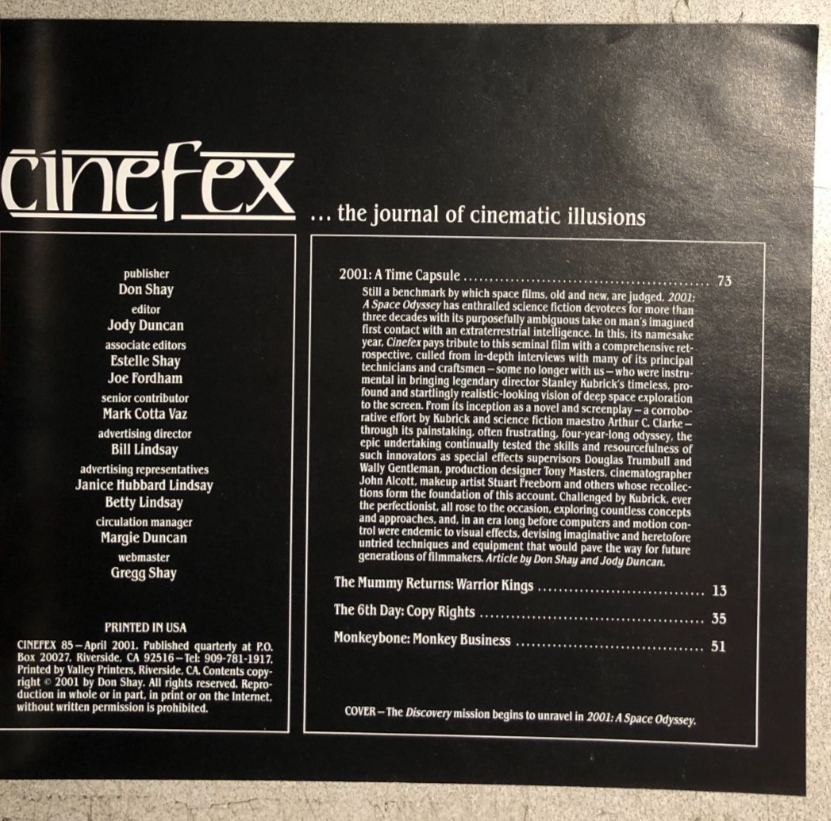 cinefex
... the journal of cinematic illusions
publisher
Don Shay
editor
Jody Duncan
associate editors
Estelle Shay
Joe Fordham
senior contributor
Mark Cotta Vaz
advertising director
Bill Lindsay
advertising representatives
Janice Hubbard Lindsay
Betty Lindsay
circulation manager
Margie Duncan
webmaster
Gregg Shay
PRINTED IN USA
CINEFEX 85—April 2001. Published quarterly at P.O.
Box 20027, Riverside, CA 92516—Tel: 909-781-1917.
Printed by Valley Printers, Riverside, CA. Contents copy-
right © 2001 by Don Shay. All rights reserved. Repro-
duction in whole or in part, in print or on the Internet,
without written permission is prohibited.
2001: A Time Capsule ........................................................ 73
Still a benchmark by which space films, old and new, are judged, 2001:
A Space Odyssey has enthralled science fiction devotees for more than
three decades with its purposefully ambiguous take on man's imagined
first contact with an extraterrestrial intelligence. In this, its namesake
year, Cinefex pays tribute to this seminal film with a comprehensive ret-
rospective, culled from in-depth interviews with many of its principal
technicians and craftsmen—some no longer with us—who were instru-
mental in bringing legendary director Stanley Kubrick's timeless, pro-
found and startlingly realistic-looking vision of deep space exploration
to the screen. From its inception as a novel and screenplay—a corrobo-
rative effort by Kubrick and science fiction maestro Arthur C. Clarke—
through its painstaking, often frustrating, four-year-long odyssey, the
epic undertaking continually tested the skills and resourcefulness of
such innovators as special effects supervisors Douglas Trumbull and
Wally Gentleman, production designer Tony Masters, cinematographer
John Alcott, makeup artist Stuart Freeborn and others whose recollec-
tions form the foundation of this account. Challenged by Kubrick, ever
the perfectionist, all rose to the occasion, exploring countless concepts
and approaches, and, in an era long before computers and motion con-
trol were endemic to visual effects, devising imaginative and heretofore
untried techniques and equipment that would pave the way for future
generations of filmmakers. Article by Don Shay and Jody Duncan.
The Mummy Returns: Warrior Kings ...................................... 13
The 6th Day: Copy Rights .................................................... 35
Monkeybone: Monkey Business ............................................ 51
COVER—The Discovery mission begins to unravel in 2001: A Space Odyssey.